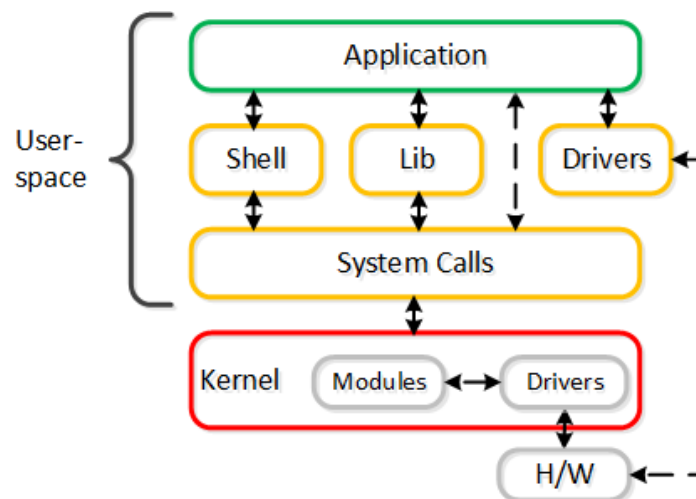 Application
User-
space
Shell
Lib
Drivers
System Calls
Kernel
Modules
Drivers
H/W